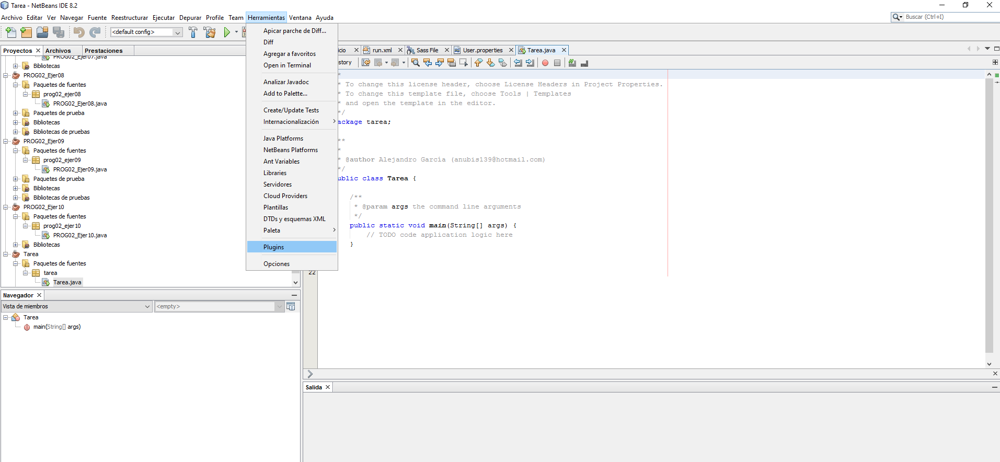 Tarea - NetBeans IDE 8.2
Archivo Editar Ver Navegar Fuente Reestructurar Ejecutar Depurar Profile Team Herramientas Ventana Ayuda
Buscar (Ctrl+I)
<default config>
Proyectos Archivos Prestaciones
PROG02_Ejer07.java
Bibliotecas
PROG02_Ejer08
Paquetes de fuentes
prog02_ejer08
PROG02_Ejer08.java
Paquetes de prueba
Bibliotecas
Bibliotecas de pruebas
PROG02_Ejer09
Paquetes de fuentes
prog02_ejer09
PROG02_Ejer09.java
Paquetes de prueba
Bibliotecas
Bibliotecas de pruebas
PROG02_Ejer10
Paquetes de fuentes
prog02_ejer10
PROG02_Ejer10.java
Bibliotecas
Tarea
Paquetes de fuentes
tarea
Tarea.java
Apicar parche de Diff...
Diff
Agregar a favoritos
Open in Terminal
Analizar Javadoc
Add to Palette...
Create/Update Tests
Internacionalización
Java Platforms
NetBeans Platforms
Ant Variables
Libraries
Servidores
Cloud Providers
Plantillas
DTDs y esquemas XML
Paleta
Plugins
Opciones
icio run.xml Sass File User.properties Tarea.java
story
*
* To change this license header, choose License Headers in Project Properties.
* To change this template file, choose Tools | Templates
* and open the template in the editor.
*/
ackage tarea;
**
*
* @author Alejandro García (anubis139@hotmail.com)
*/
ublic class Tarea {
/**
* @param args the command line arguments
*/
public static void main(String[] args) {
// TODO code application logic here
}
22
Navegador
Vista de miembros <empty>
Tarea
main(String[] args)
Salida